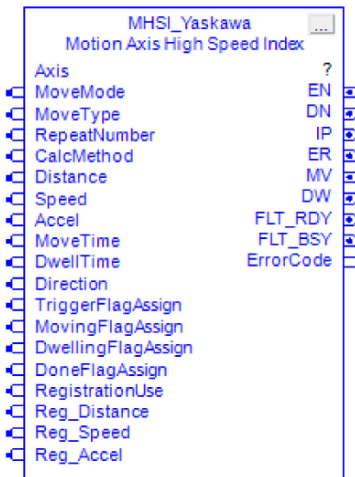 MHSI_Yaskawa ...
Motion Axis High Speed Index
Axis ?
MoveMode EN
MoveType DN
RepeatNumber IP
CalcMethod ER
Distance MV
Speed DW
Accel FLT_RDY
MoveTime FLT_BSY
DwellTime ErrorCode
Direction
TriggerFlagAssign
MovingFlagAssign
DwellingFlagAssign
DoneFlagAssign
RegistrationUse
Reg_Distance
Reg_Speed
Reg_Accel